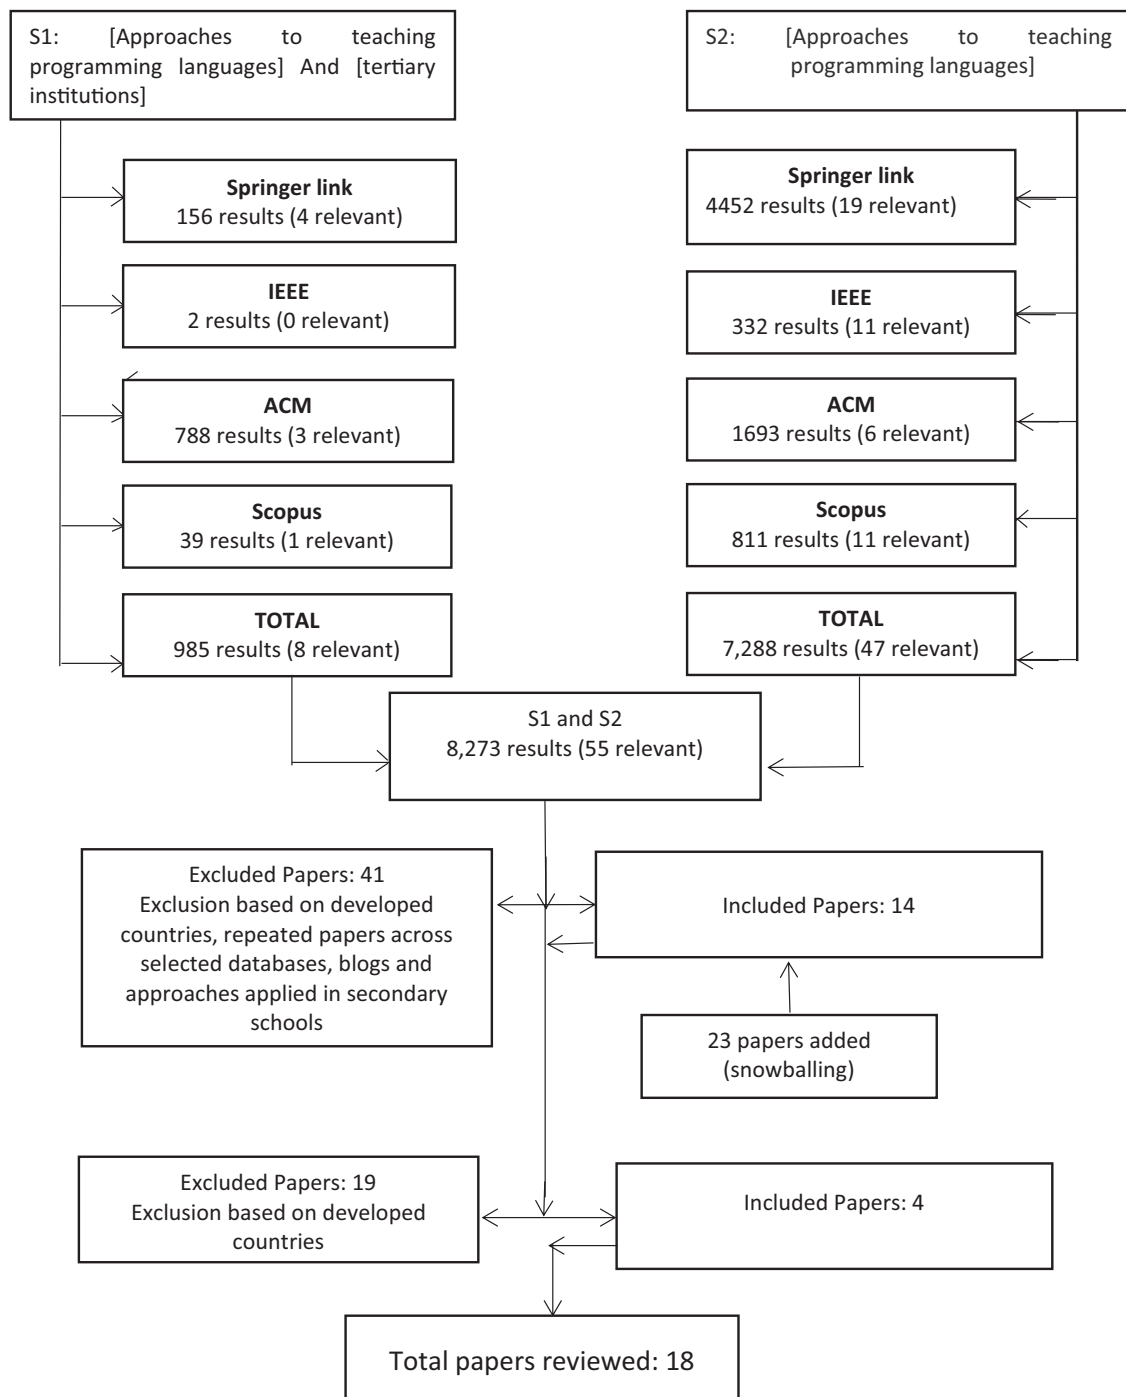 S1: [Approaches to teaching
programming languages] And [tertiary
institutions]
S2: [Approaches to teaching
programming languages]
Springer link
156 results (4 relevant)
IEEE
2 results (0 relevant)
ACM
788 results (3 relevant)
Scopus
39 results (1 relevant)
TOTAL
985 results (8 relevant)
Springer link
4452 results (19 relevant)
IEEE
332 results (11 relevant)
ACM
1693 results (6 relevant)
Scopus
811 results (11 relevant)
TOTAL
7,288 results (47 relevant)
S1 and S2
8,273 results (55 relevant)
Excluded Papers: 41
Exclusion based on developed
countries, repeated papers across
selected databases, blogs and
approaches applied in secondary
schools
Included Papers: 14
23 papers added
(snowballing)
Excluded Papers: 19
Exclusion based on developed
countries
Included Papers: 4
Total papers reviewed: 18